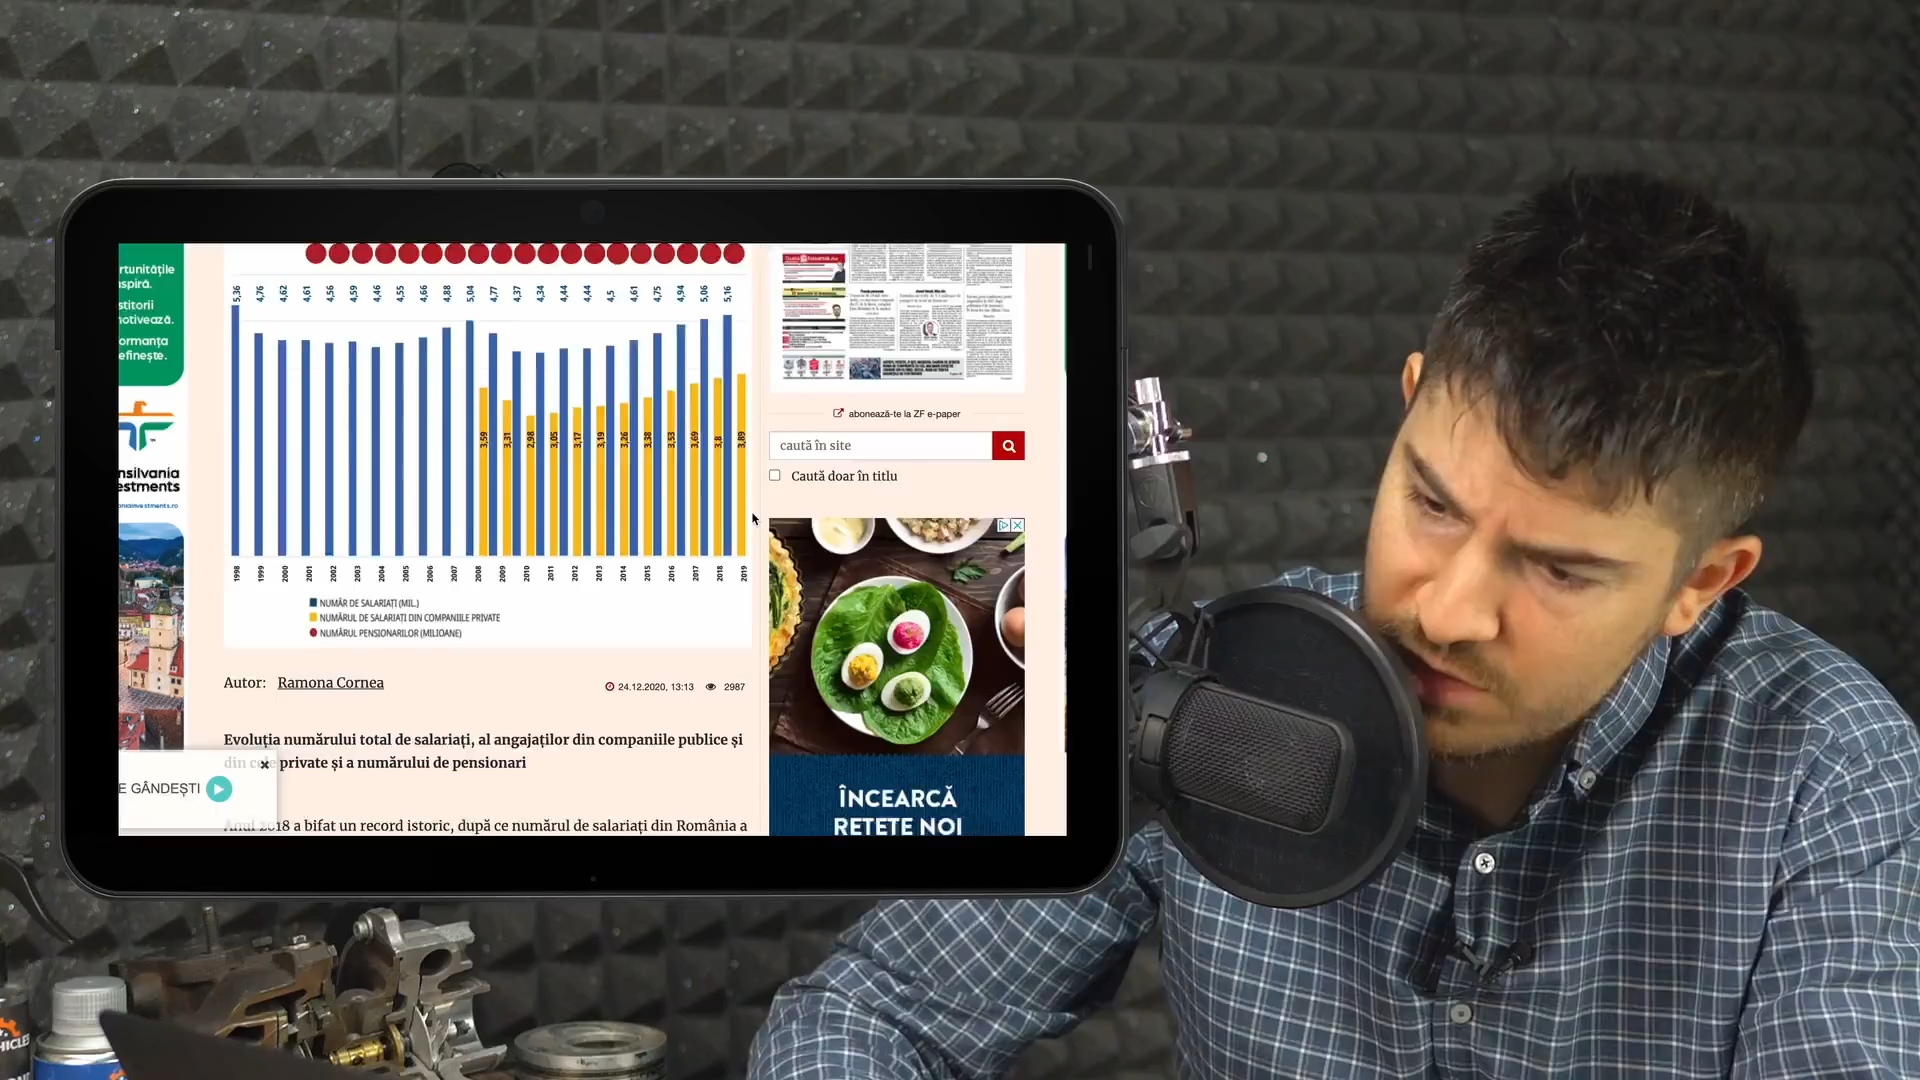 rtunitățile
nspiră.
stitorii
notivează.
ormanța
efinește.
nsilvania
estments
5,36
4,76
4,62
4,61
4,56
4,59
4,46
4,55
4,66
4,88
5,04
4,77
4,37
4,34
4,44
4,44
4,5
4,61
4,75
4,94
5,06
5,16
3,59
3,31
2,98
3,05
3,17
3,19
3,26
3,38
3,53
3,69
3,8
3,89
1998
1999
2000
2001
2002
2003
2004
2005
2006
2007
2008
2009
2010
2011
2012
2013
2014
2015
2016
2017
2018
2019
NUMĂR DE SALARIAȚI (MIL.)
NUMĂRUL DE SALARIAȚI DIN COMPANIILE PRIVATE
NUMĂRUL PENSIONARILOR (MILIOANE)
Autor: Ramona Cornea
24.12.2020, 13:13 2987
Evoluția numărului total de salariați, al angajaților din companiile publice și
din cele private și a numărului de pensionari
Anul 2018 a bifat un record istoric, după ce numărul de salariați din România a
E GÂNDEȘTI
abonează-te la ZF e-paper
caută în site
Caută doar în titlu
ÎNCEARCĂ
REȚETE NOI
HICLE